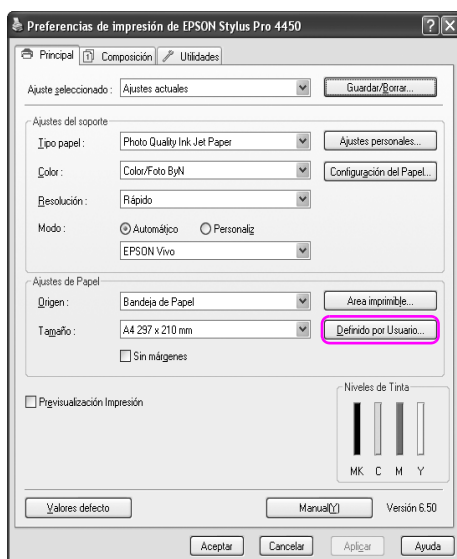 Preferencias de impresión de EPSON Stylus Pro 4450
Principal Composición Utilidades
Ajuste seleccionado : Ajustes actuales Guardar/Borrar...
Ajustes del soporte
Tipo papel : Photo Quality Ink Jet Paper Ajustes personales...
Color : Color/Foto ByN Configuración del Papel...
Resolución : Rápido
Modo : Automático Personaliz
EPSON Vivo
Ajustes de Papel
Origen : Bandeja de Papel Area imprimible...
Tamaño : A4 297 x 210 mm Definido por Usuario...
Sin márgenes
Previsualización Impresión
Niveles de Tinta
MK C M Y
Valores defecto Manual(Y) Versión 6.50
Aceptar Cancelar Aplicar Ayuda